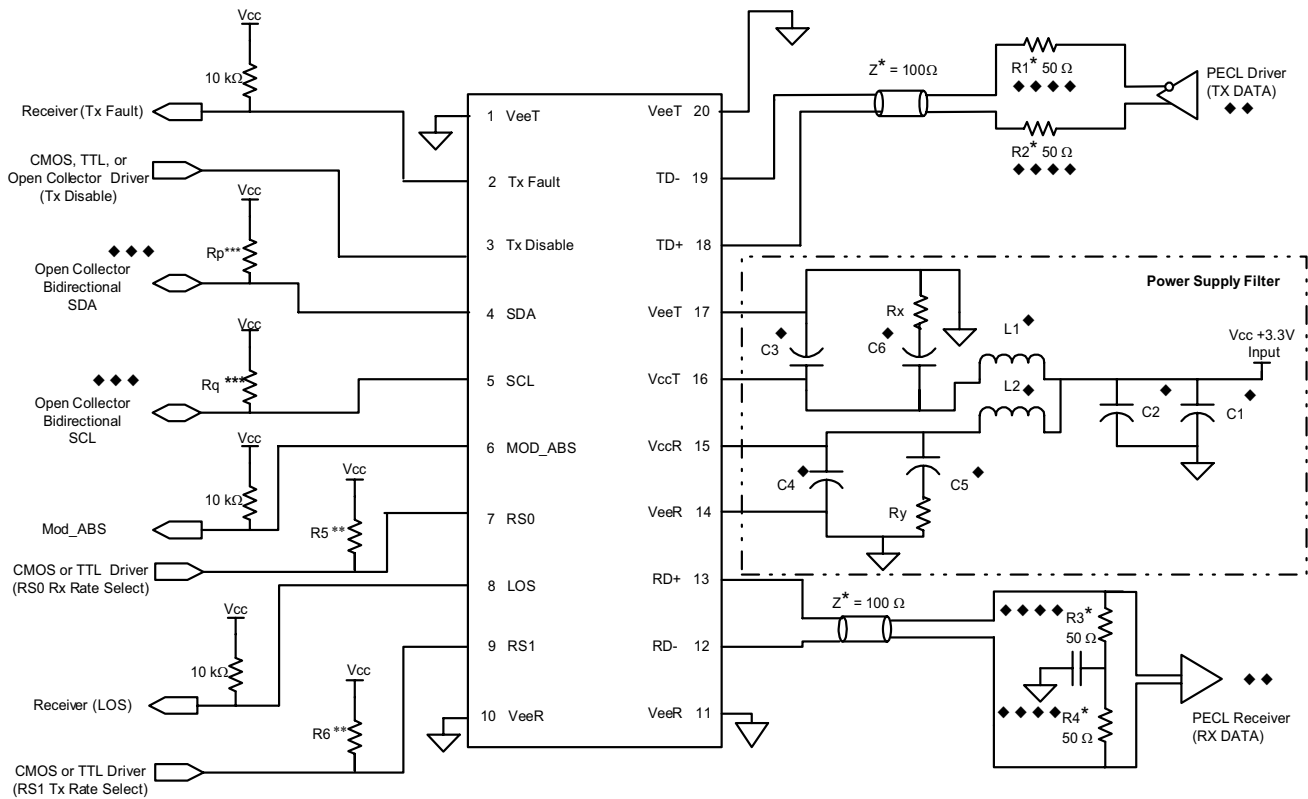 Vcc
10 kΩ
Receiver (Tx Fault)
CMOS, TTL, or
Open Collector Driver
(Tx Disable)
Vcc
Rp***
◆ ◆ ◆
Open Collector
Bidirectional
SDA
Vcc
Rq ***
◆ ◆ ◆
Open Collector
Bidirectional
SCL
Vcc
10 kΩ
Mod_ABS
Vcc
R5 **
CMOS or TTL Driver
(RS0 Rx Rate Select)
Vcc
10 kΩ
Receiver (LOS)
Vcc
R6 **
CMOS or TTL Driver
(RS1 Tx Rate Select)
1 VeeT
2 Tx Fault
3 Tx Disable
4 SDA
5 SCL
6 MOD_ABS
7 RS0
8 LOS
9 RS1
10 VeeR
VeeT 20
TD- 19
TD+ 18
VeeT 17
VccT 16
VccR 15
VeeR 14
RD+ 13
RD- 12
VeeR 11
Z* = 100Ω
R1* 50 Ω
◆ ◆ ◆ ◆
R2* 50 Ω
◆ ◆ ◆ ◆
PECL Driver
(TX DATA)
◆ ◆
Power Supply Filter
Rx
C3 ◆
C6 ◆
L1 ◆
L2 ◆
Vcc +3.3V
Input
C2 ◆
C1 ◆
C4 ◆
C5 ◆
Ry
Z* = 100 Ω
◆ ◆ ◆ ◆ R3*
50 Ω
◆ ◆ ◆ ◆ R4*
50 Ω
◆ ◆
PECL Receiver
(RX DATA)